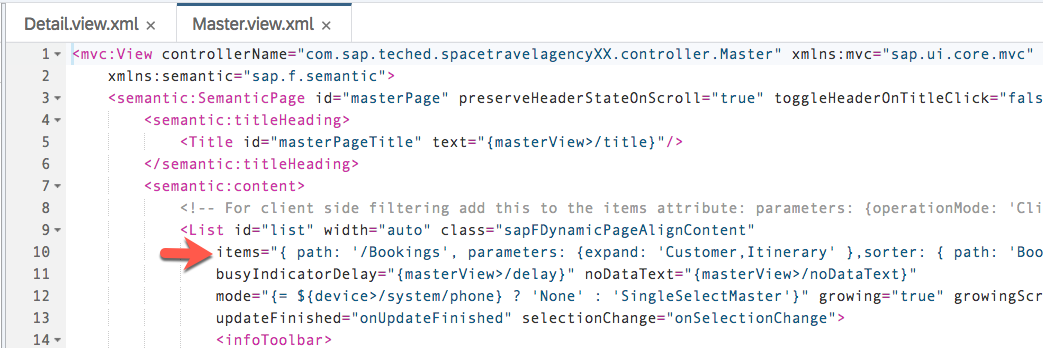 Detail.view.xml × Master.view.xml ×
1 <mvc:View controllerName="com.sap.teched.spacetravelagencyXX.controller.Master" xmlns:mvc="sap.ui.core.mvc"
2 xmlns:semantic="sap.f.semantic">
3 <semantic:SemanticPage id="masterPage" preserveHeaderStateOnScroll="true" toggleHeaderOnTitleClick="fals
4 <semantic:titleHeading>
5 <Title id="masterPageTitle" text="{masterView>/title}"/>
6 </semantic:titleHeading>
7 <semantic:content>
8 <!-- For client side filtering add this to the items attribute: parameters: {operationMode: 'Cli
9 <List id="list" width="auto" class="sapFDynamicPageAlignContent"
10 items="{ path: '/Bookings', parameters: {expand: 'Customer,Itinerary' },sorter: { path: 'Boo
11 busyIndicatorDelay="{masterView>/delay}" noDataText="{masterView>/noDataText}"
12 mode="{= ${device>/system/phone} ? 'None' : 'SingleSelectMaster'}" growing="true" growingScr
13 updateFinished="onUpdateFinished" selectionChange="onSelectionChange">
14 <infoToolbar>